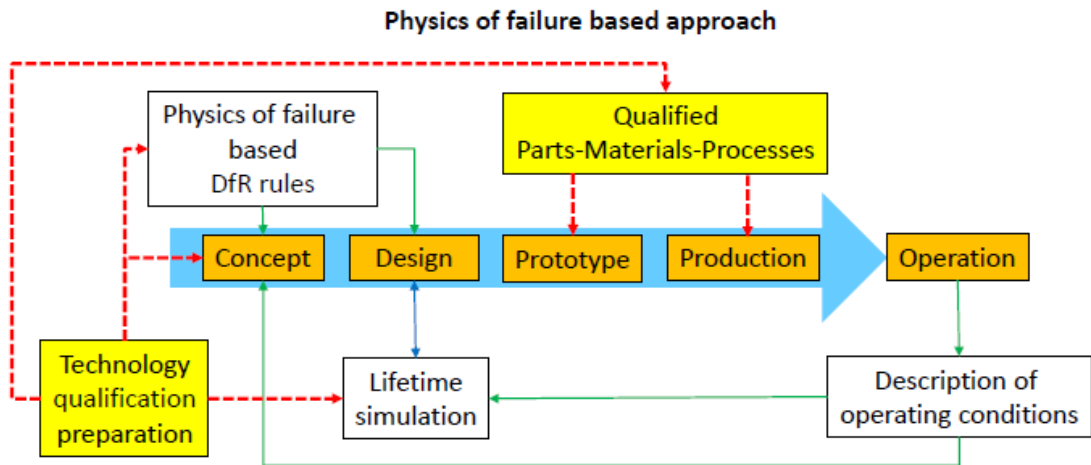 Physics of failure based approach
Physics of failure
based
DfR rules
Qualified
Parts-Materials-Processes
Concept
Design
Prototype
Production
Operation
Technology
qualification
preparation
Lifetime
simulation
Description of
operating conditions